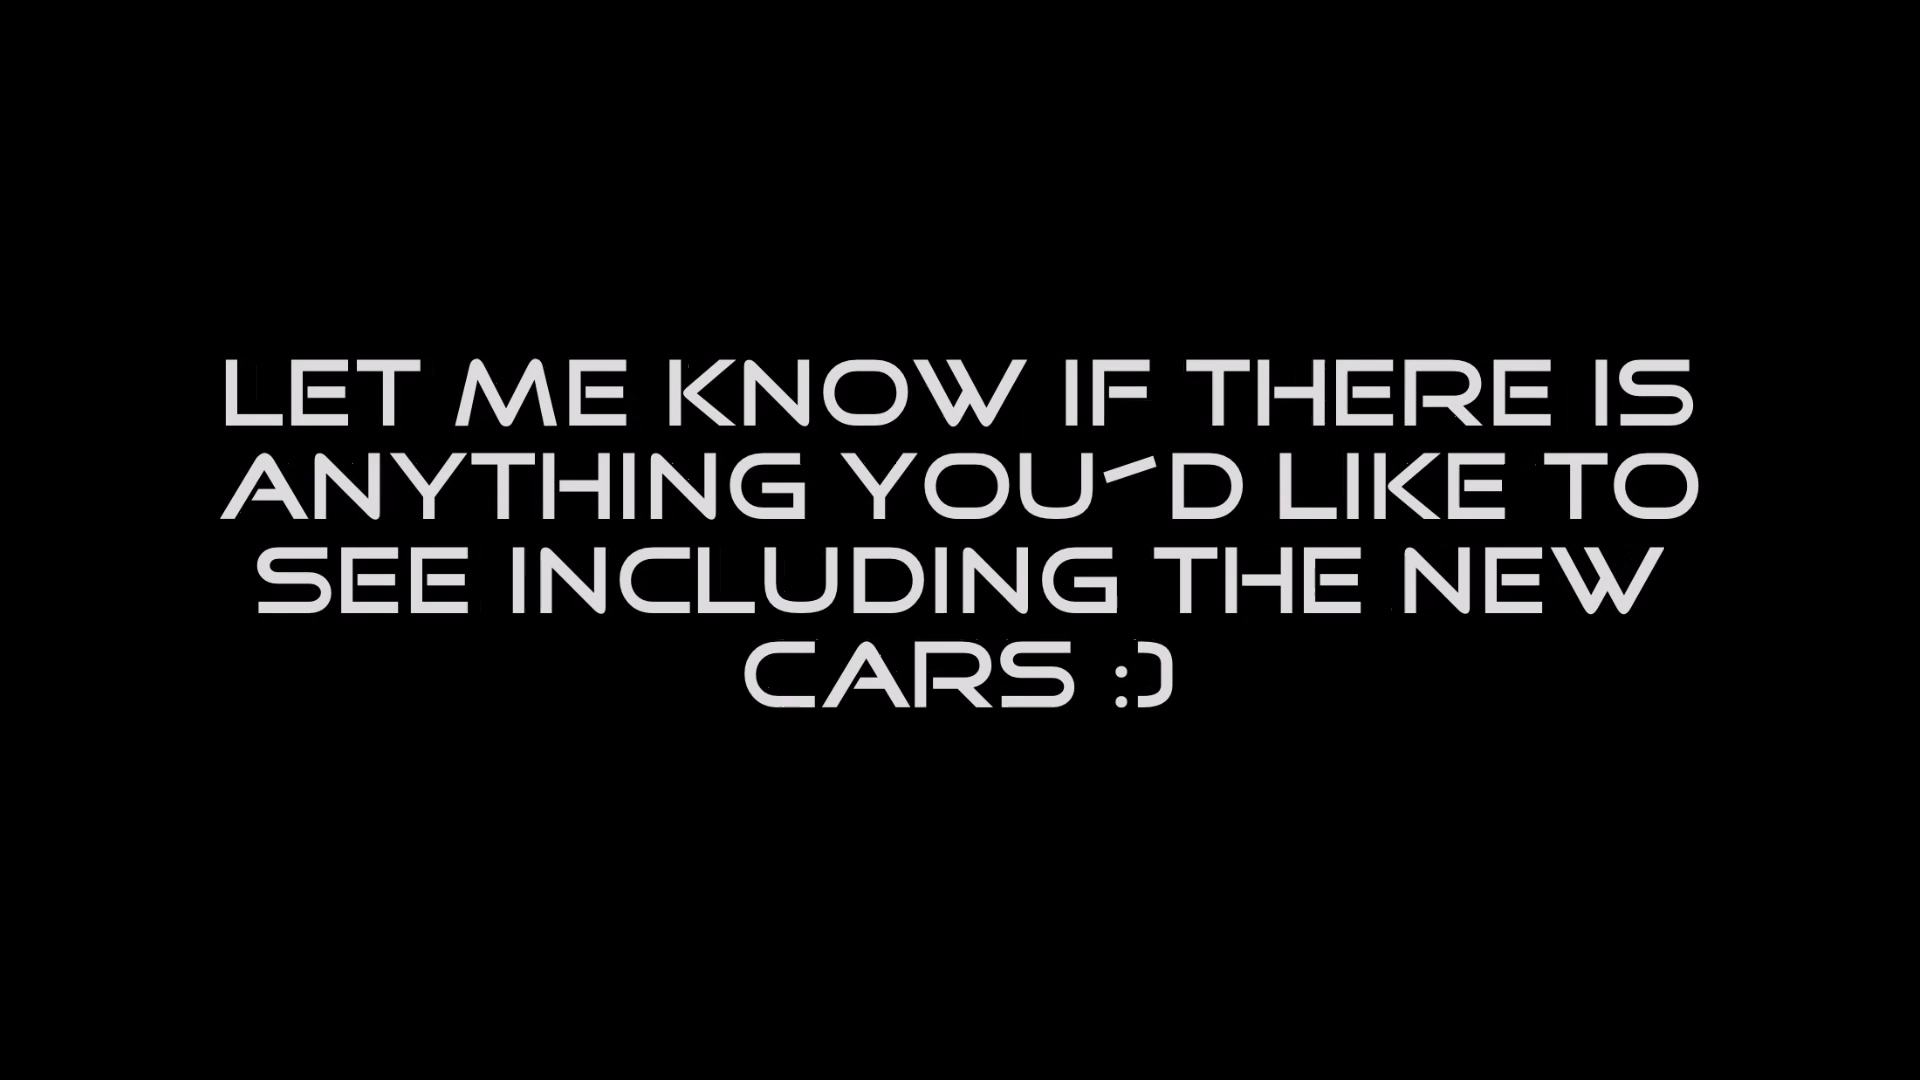 LET ME KNOW IF THERE IS
ANYTHING YOU´D LIKE TO
SEE INCLUDING THE NEW
CARS :)